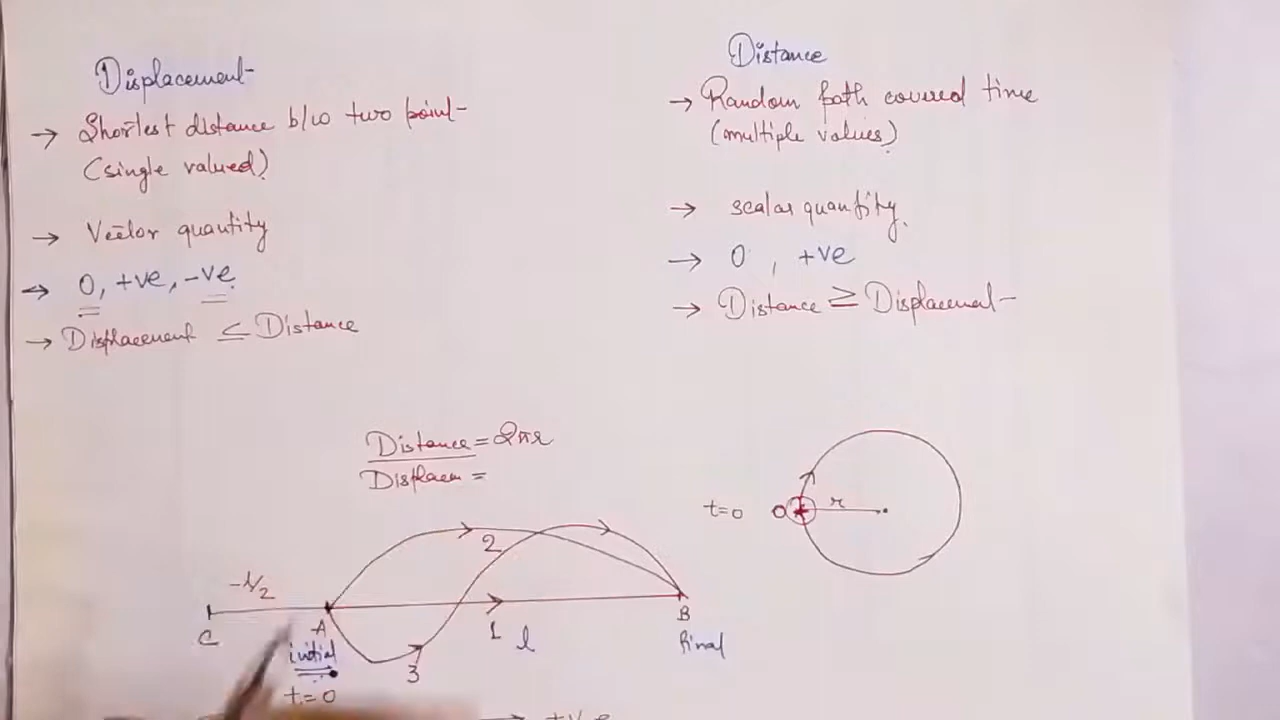 Displacement
→ Shortest distance b/w two point
(single valued)
→ Vector quantity
→ 0, +ve, -ve.
→ Displacement ≤ Distance
Distance
→ Random path covered time
(multiple values)
→ scalar quantity.
→ 0, +ve
→ Distance ≥ Displacement
Distance = 2πr
Displacem =
t=0 O r
2
-l/2
C A 1 l B
initial Final
3
t=0
+ve